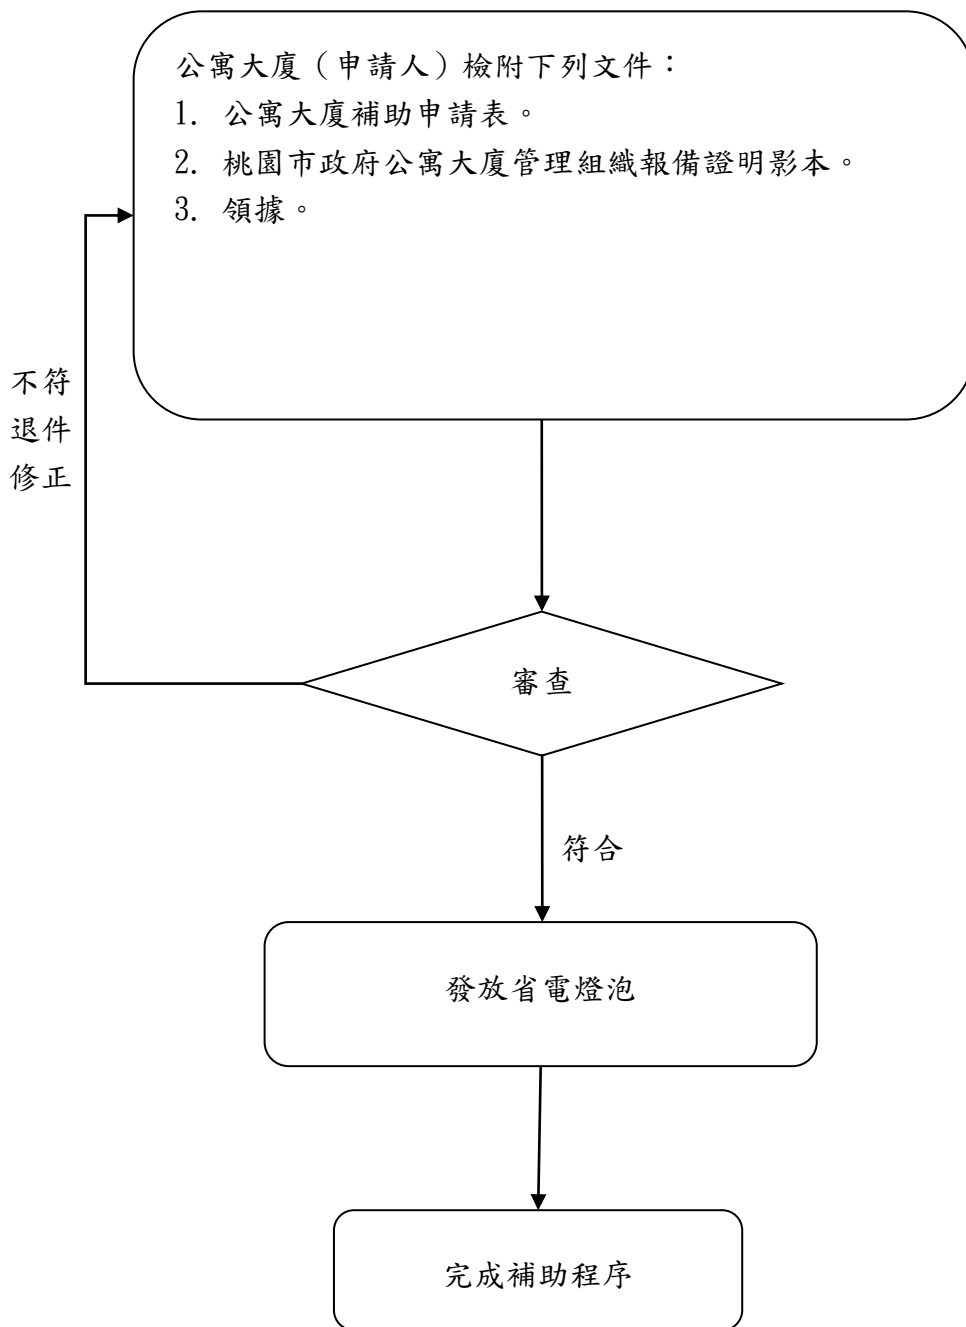 公寓大廈（申請人）檢附下列文件：
1. 公寓大廈補助申請表。
2. 桃園市政府公寓大廈管理組織報備證明影本。
3. 領據。
不符
退件
修正
審查
符合
發放省電燈泡
完成補助程序